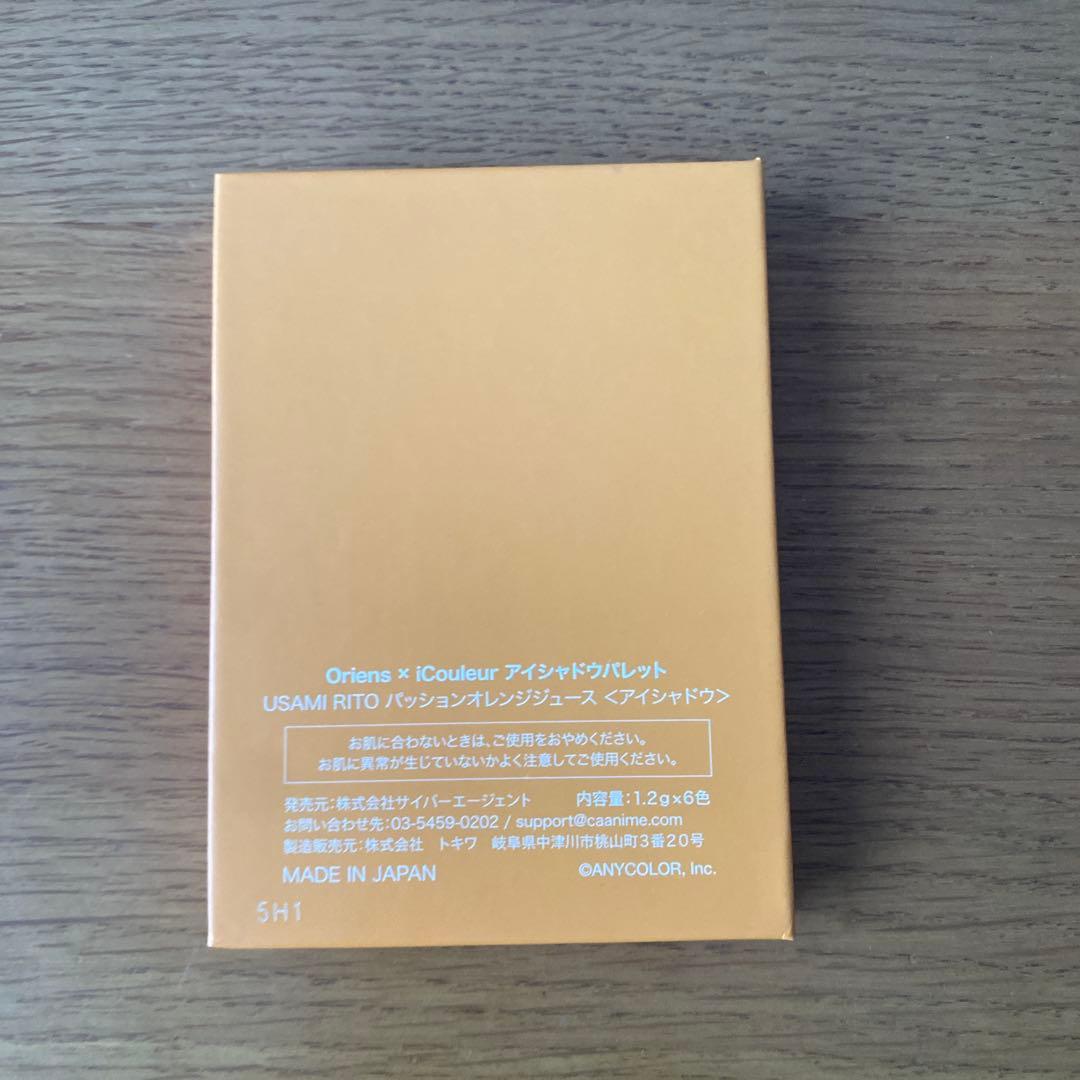 Oriens × iCouleur アイシャドウパレット
USAMI RITO パッションオレンジジュース <アイシャドウ>
お肌に合わないときは、ご使用をおやめください。
お肌に異常が生じていないかよく注意してご使用ください。
発売元:株式会社サイバーエージェント 内容量:1.2g×6色
お問い合わせ先:03-5459-0202 / support@caanime.com
製造販売元:株式会社 トキワ 岐阜県中津川市桃山町3番20号
MADE IN JAPAN ©ANYCOLOR, Inc.
5H1